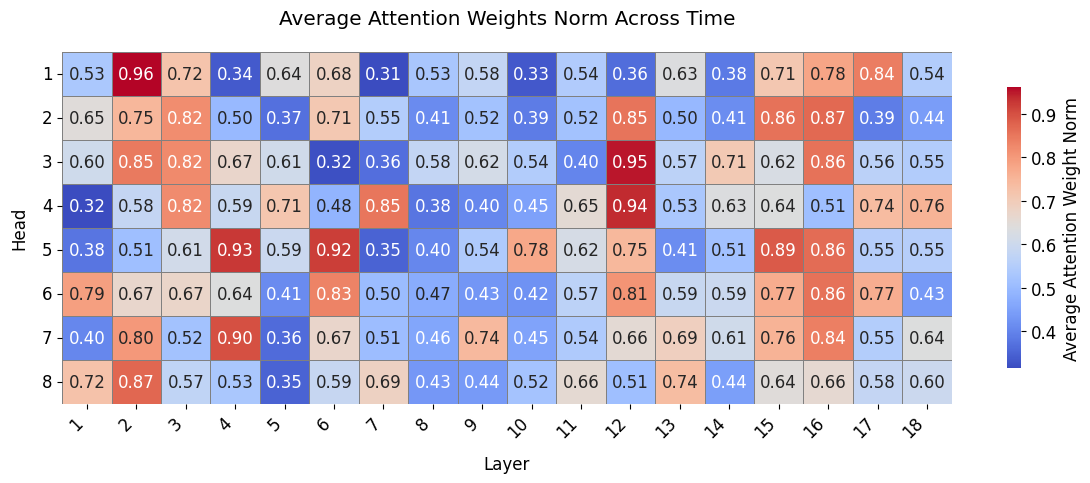 Average Attention Weights Norm Across Time
Head
1 0.53 0.96 0.72 0.34 0.64 0.68 0.31 0.53 0.58 0.33 0.54 0.36 0.63 0.38 0.71 0.78 0.84 0.54
2 0.65 0.75 0.82 0.50 0.37 0.71 0.55 0.41 0.52 0.39 0.52 0.85 0.50 0.41 0.86 0.87 0.39 0.44
3 0.60 0.85 0.82 0.67 0.61 0.32 0.36 0.58 0.62 0.54 0.40 0.95 0.57 0.71 0.62 0.86 0.56 0.55
4 0.32 0.58 0.82 0.59 0.71 0.48 0.85 0.38 0.40 0.45 0.65 0.94 0.53 0.63 0.64 0.51 0.74 0.76
5 0.38 0.51 0.61 0.93 0.59 0.92 0.35 0.40 0.54 0.78 0.62 0.75 0.41 0.51 0.89 0.86 0.55 0.55
6 0.79 0.67 0.67 0.64 0.41 0.83 0.50 0.47 0.43 0.42 0.57 0.81 0.59 0.59 0.77 0.86 0.77 0.43
7 0.40 0.80 0.52 0.90 0.36 0.67 0.51 0.46 0.74 0.45 0.54 0.66 0.69 0.61 0.76 0.84 0.55 0.64
8 0.72 0.87 0.57 0.53 0.35 0.59 0.69 0.43 0.44 0.52 0.66 0.51 0.74 0.44 0.64 0.66 0.58 0.60
1 2 3 4 5 6 7 8 9 10 11 12 13 14 15 16 17 18
Layer
0.9
0.8
0.7
0.6
0.5
0.4
Average Attention Weight Norm